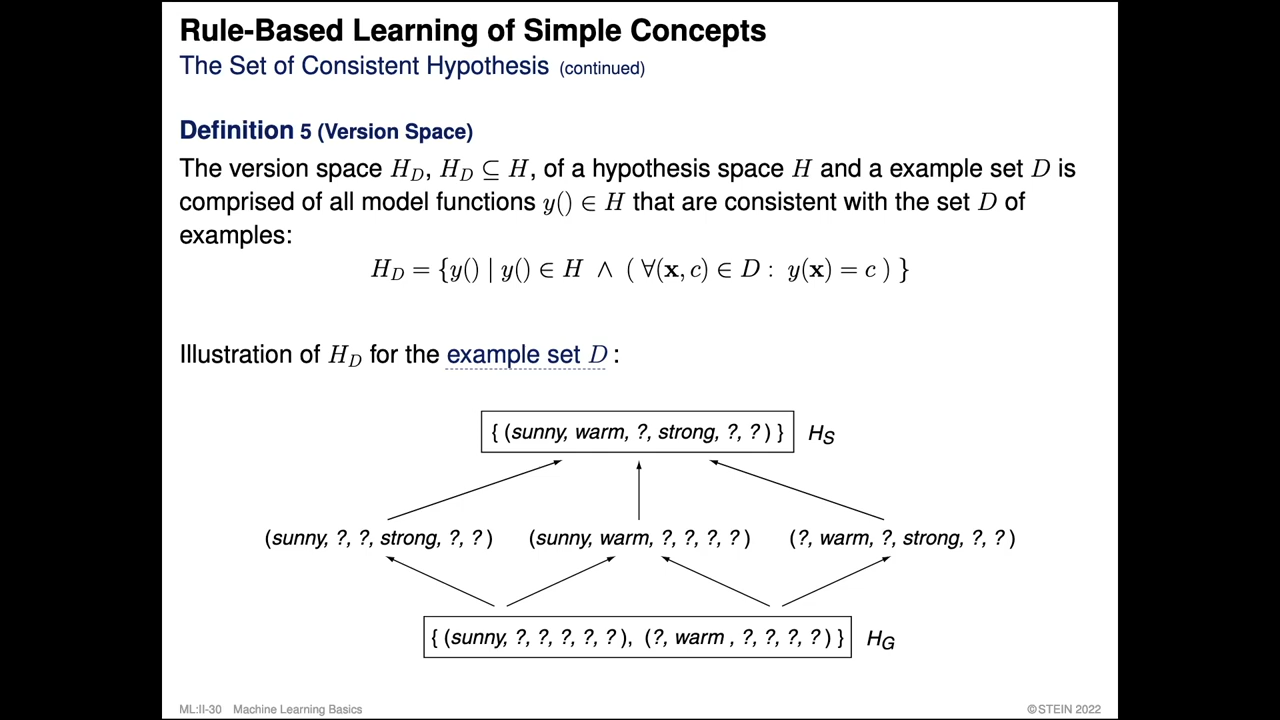 Rule-Based Learning of Simple Concepts
The Set of Consistent Hypothesis (continued)
Definition 5 (Version Space)
The version space H_D, H_D ⊆ H, of a hypothesis space H and a example set D is
comprised of all model functions y() ∈ H that are consistent with the set D of
examples:
H_D = {y() | y() ∈ H ∧ ( ∀(x, c) ∈ D : y(x) = c ) }
Illustration of H_D for the example set D :
{ (sunny, warm, ?, strong, ?, ? ) } H_S
(sunny, ?, ?, strong, ?, ? ) (sunny, warm, ?, ?, ?, ? ) (?, warm, ?, strong, ?, ? )
{ (sunny, ?, ?, ?, ?, ? ), (?, warm , ?, ?, ?, ? ) } H_G
ML:II-30 Machine Learning Basics ©STEIN 2022